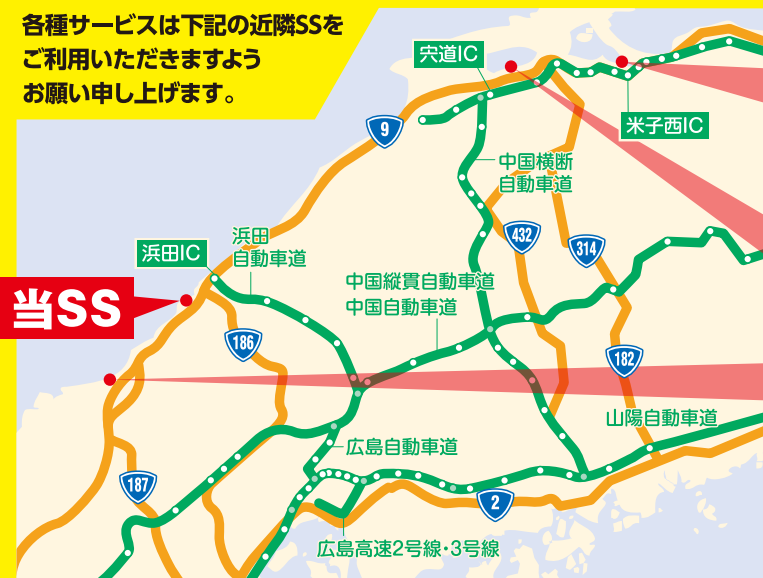 各種サービスは下記の近隣SSを
ご利用いただきますよう
お願い申し上げます。
宍道IC
9
米子西IC
中国横断
自動車道
432
314
浜田
自動車道
浜田IC
中国縦貫自動車道
中国自動車道
当SS
186
182
山陽自動車道
広島自動車道
187
2
広島高速2号線・3号線